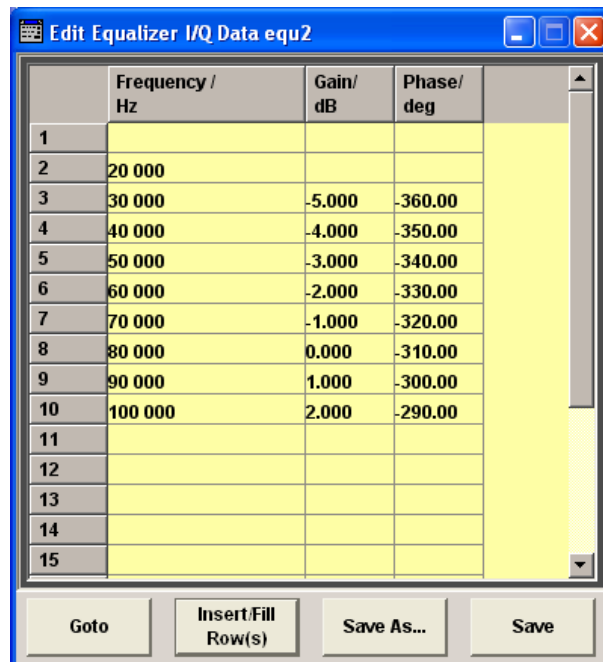 Edit Equalizer I/Q Data equ2
Frequency / Gain/ Phase/
Hz dB deg
1
2 20 000
3 30 000 -5.000 -360.00
4 40 000 -4.000 -350.00
5 50 000 -3.000 -340.00
6 60 000 -2.000 -330.00
7 70 000 -1.000 -320.00
8 80 000 0.000 -310.00
9 90 000 1.000 -300.00
10 100 000 2.000 -290.00
11
12
13
14
15
Goto Insert/Fill Row(s) Save As... Save